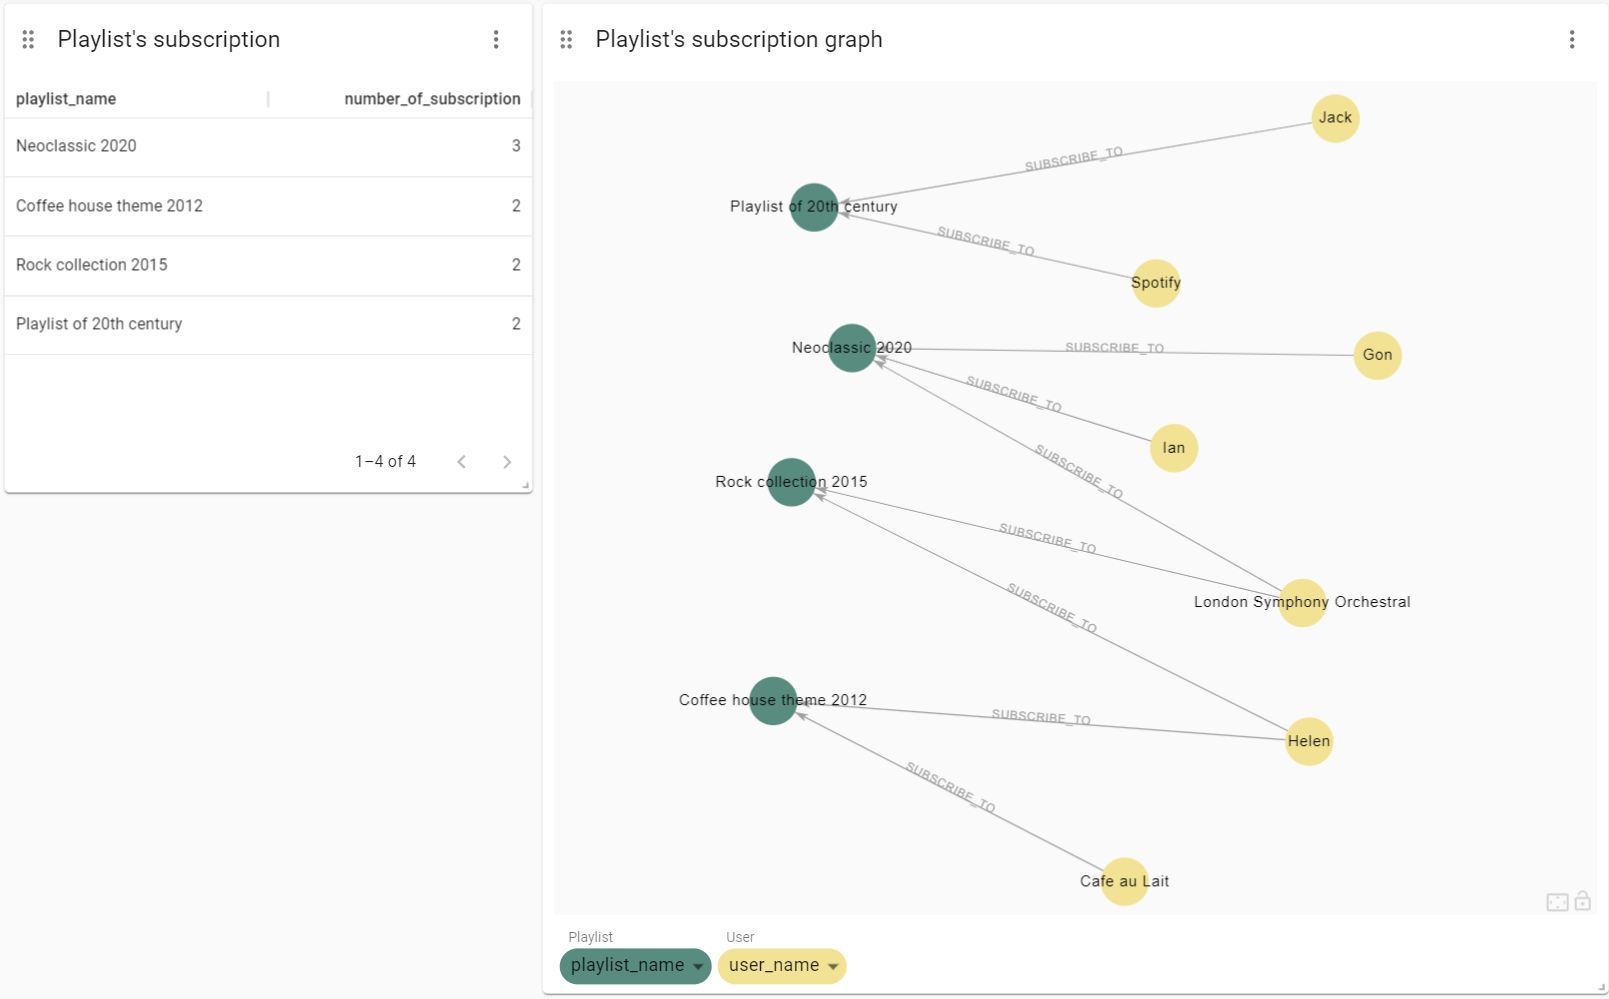 Playlist's subscription
playlist_name number_of_subscription
Neoclassic 2020 3
Coffee house theme 2012 2
Rock collection 2015 2
Playlist of 20th century 2
1–4 of 4
Playlist's subscription graph
Jack
SUBSCRIBE_TO
Playlist of 20th century
SUBSCRIBE_TO
Spotify
Neoclassic 2020
SUBSCRIBE_TO
Gon
SUBSCRIBE_TO
Ian
SUBSCRIBE_TO
Rock collection 2015
SUBSCRIBE_TO
London Symphony Orchestral
SUBSCRIBE_TO
Coffee house theme 2012
SUBSCRIBE_TO
Helen
SUBSCRIBE_TO
Cafe au Lait
Playlist User
playlist_name user_name